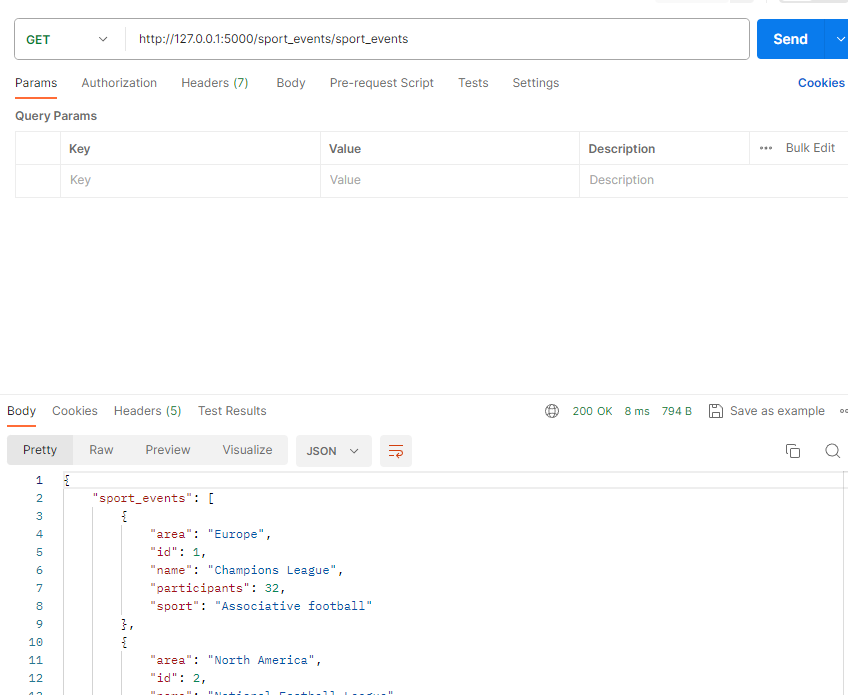 GET http://127.0.0.1:5000/sport_events/sport_events Send
Params Authorization Headers (7) Body Pre-request Script Tests Settings Cookies
Query Params
Key Value Description ••• Bulk Edit
Key Value Description
Body Cookies Headers (5) Test Results 200 OK 8 ms 794 B Save as example
Pretty Raw Preview Visualize JSON
1 {
2 "sport_events": [
3 {
4 "area": "Europe",
5 "id": 1,
6 "name": "Champions League",
7 "participants": 32,
8 "sport": "Associative football"
9 },
10 {
11 "area": "North America",
12 "id": 2,
13 "name": "National Football League"